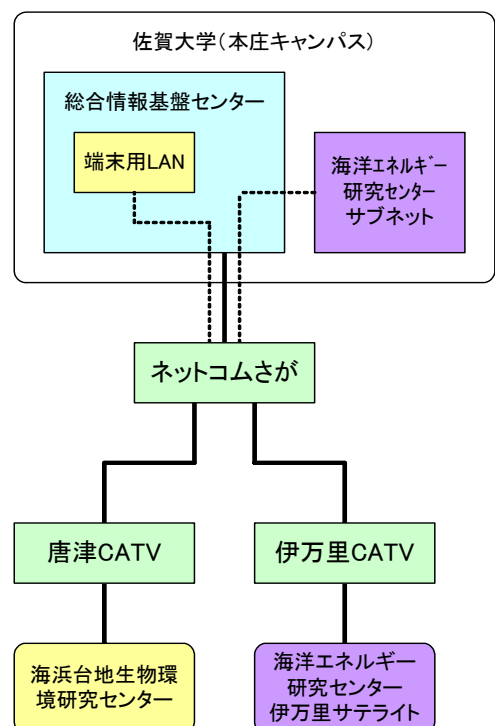 佐賀大学(本庄キャンパス)
総合情報基盤センター
端末用LAN
海洋エネルギー
研究センター
サブネット
ネットコムさが
唐津CATV
伊万里CATV
海浜台地生物環
境研究センター
海洋エネルギー
研究センター
伊万里サテライト